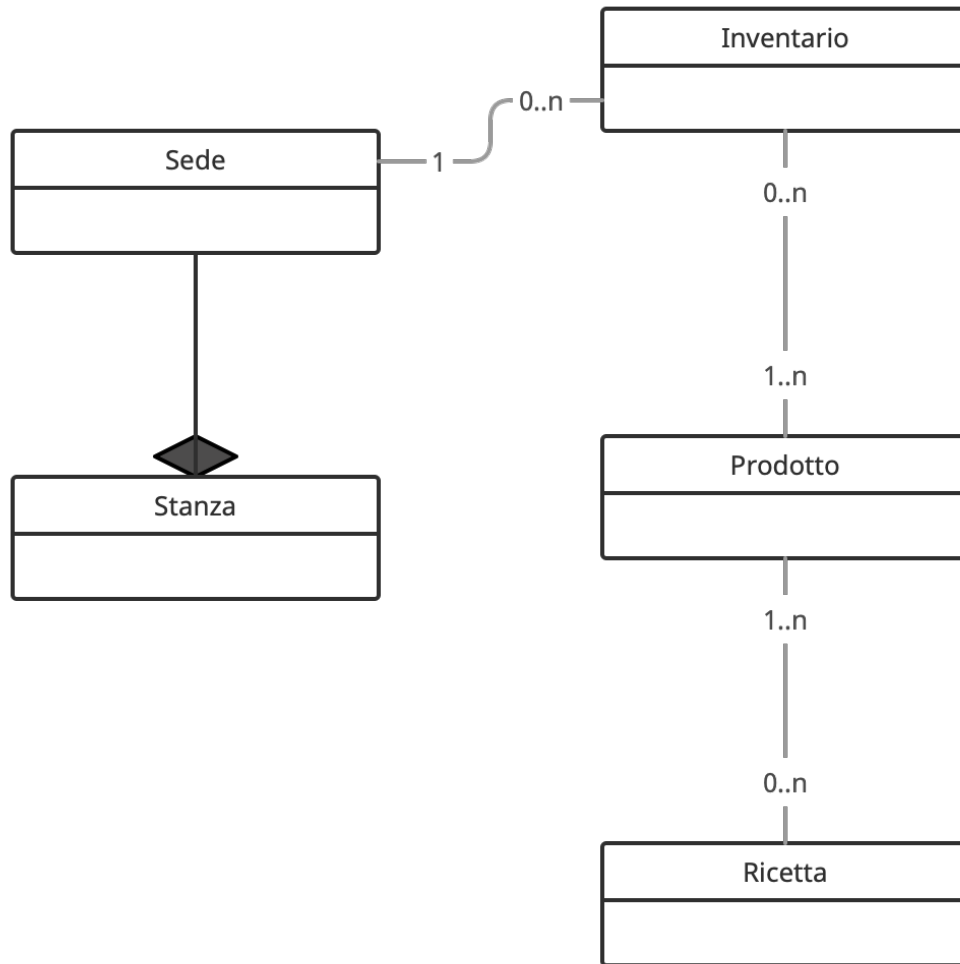 Inventario
0..n
1
Sede
0..n
1..n
Prodotto
Stanza
1..n
0..n
Ricetta